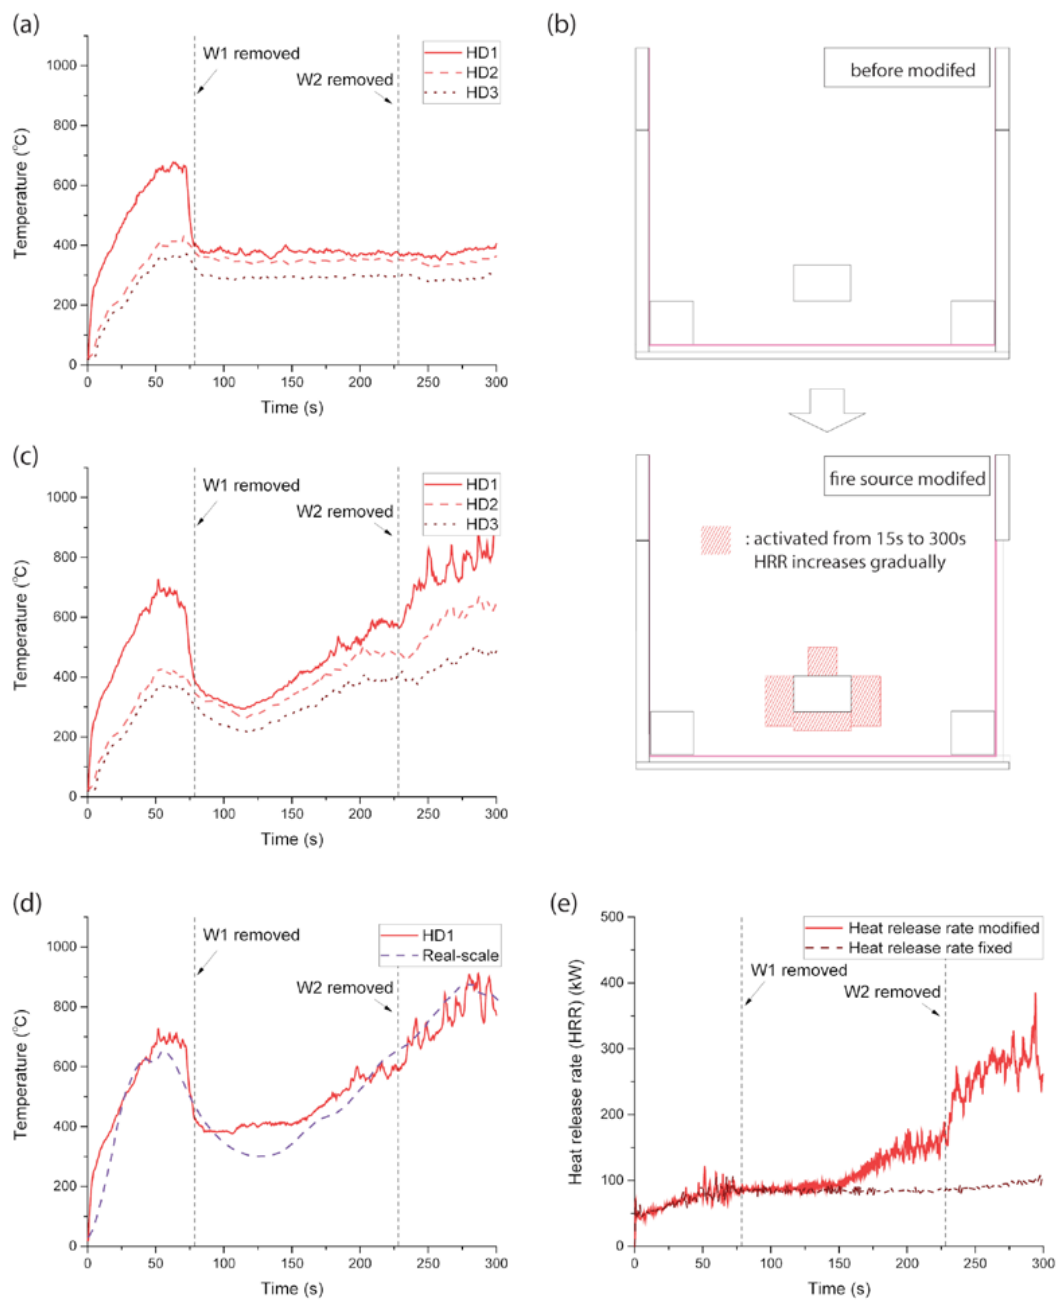 (a)
1000
800
600
400
200
0
0
50
100
150
200
250
300
Temperature (°C)
Time (s)
W1 removed
W2 removed
HD1
HD2
HD3
(b)
before modifed
fire source modifed
: activated from 15s to 300s
HRR increases gradually
(c)
1000
800
600
400
200
0
0
50
100
150
200
250
300
Temperature (°C)
Time (s)
W1 removed
W2 removed
HD1
HD2
HD3
(d)
1000
800
600
400
200
0
0
50
100
150
200
250
300
Temperature (°C)
Time (s)
W1 removed
W2 removed
HD1
Real-scale
(e)
500
400
300
200
100
0
0
50
100
150
200
250
300
Heat release rate (HRR) (kW)
Time (s)
Heat release rate modified
Heat release rate fixed
W1 removed
W2 removed